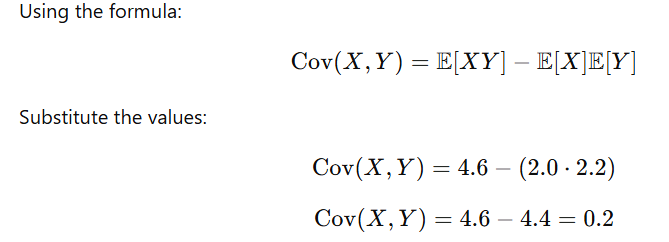 Using the formula:
Cov(X, Y) = 𝔼[XY] − 𝔼[X]𝔼[Y]
Substitute the values:
Cov(X, Y) = 4.6 − (2.0 · 2.2)
Cov(X, Y) = 4.6 − 4.4 = 0.2